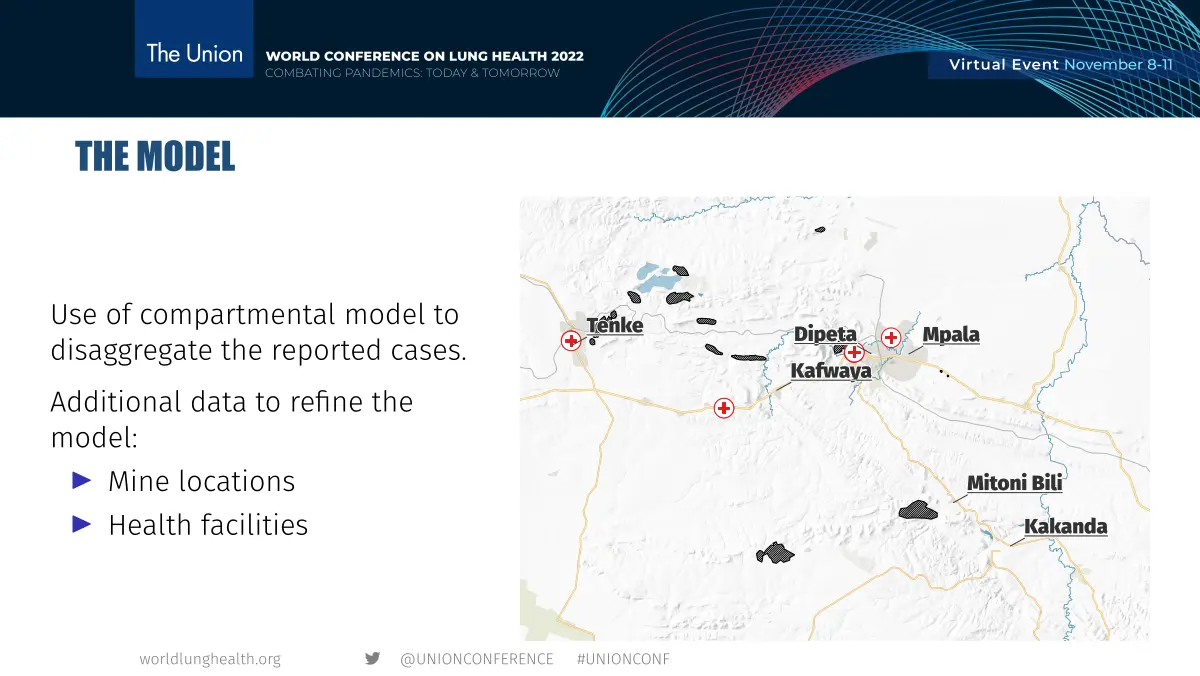 The Union
WORLD CONFERENCE ON LUNG HEALTH 2022
COMBATING PANDEMICS: TODAY & TOMORROW
Virtual Event November 8-11
THE MODEL
Use of compartmental model to
disaggregate the reported cases.
Additional data to refine the
model:
Mine locations
Health facilities
Tenke
Dipeta
Mpala
Kafwaya
Mitoni Bili
Kakanda
worldlunghealth.org
@UNIONCONFERENCE
#UNIONCONF